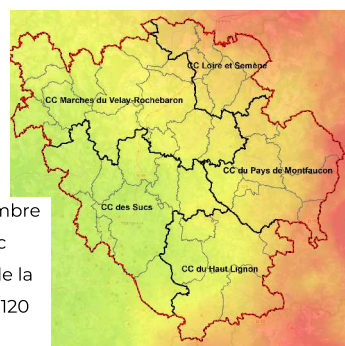 CC Loire et Semène
CC Marches du Velay-Rochebaron
CC du Pays de Montfaucon
CC des Sucs
CC du Haut Lignon
mbre
c
e la
120